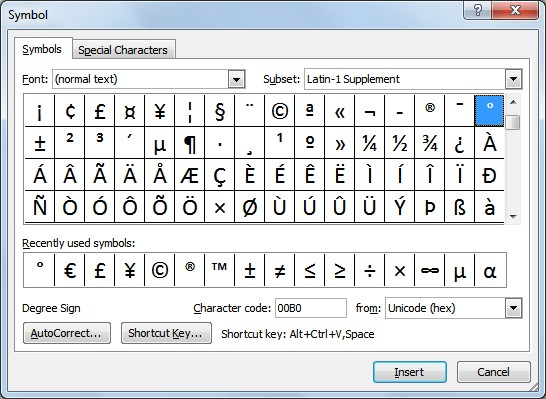 Symbol
Symbols Special Characters
Font: (normal text) Subset: Latin-1 Supplement
¡ ¢ £ ¤ ¥ ¦ § ¨ © ª « ¬ - ® ¯ °
± ² ³ ´ µ ¶ · ¸ ¹ º » ¼ ½ ¾ ¿ À
Á Â Ã Ä Å Æ Ç È É Ê Ë Ì Í Î Ï Ð
Ñ Ò Ó Ô Õ Ö × Ø Ù Ú Û Ü Ý Þ ß à
Recently used symbols:
° € £ ¥ © ® ™ ± ≠ ≤ ≥ ÷ × ∞ µ α
Degree Sign Character code: 00B0 from: Unicode (hex)
AutoCorrect... Shortcut Key... Shortcut key: Alt+Ctrl+V,Space
Insert Cancel